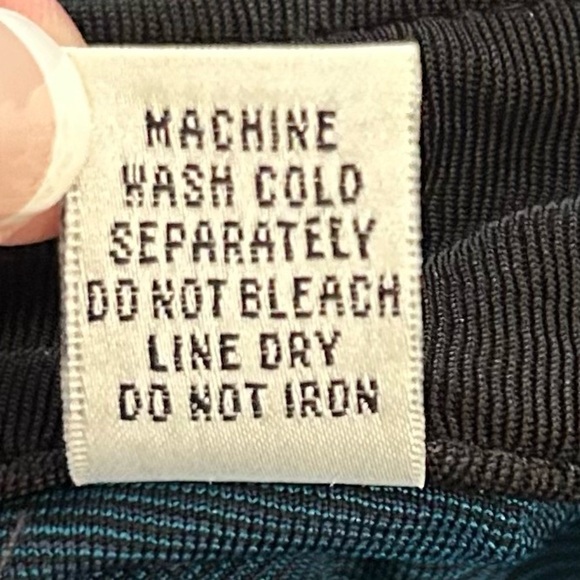 MACHINE
WASH COLD
SEPARATELY
DO NOT BLEACH
LINE DRY
DO NOT IRON